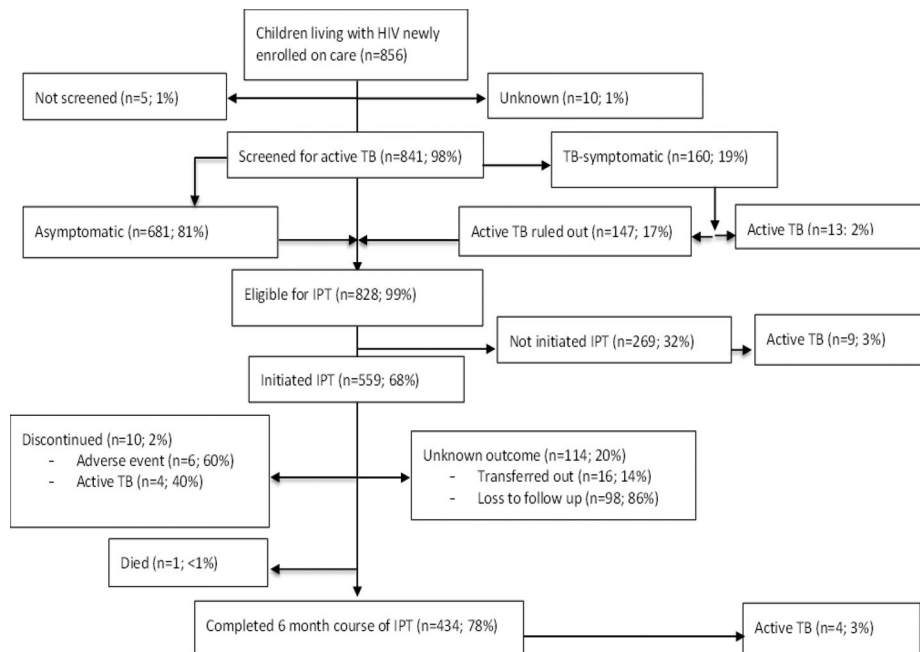 Children living with HIV newly
enrolled on care (n=856)
Not screened (n=5; 1%)
Unknown (n=10; 1%)
Screened for active TB (n=841; 98%)
TB-symptomatic (n=160; 19%)
Asymptomatic (n=681; 81%)
Active TB ruled out (n=147; 17%)
Active TB (n=13: 2%)
Eligible for IPT (n=828; 99%)
Not initiated IPT (n=269; 32%)
Active TB (n=9; 3%)
Initiated IPT (n=559; 68%)
Discontinued (n=10; 2%)
- Adverse event (n=6; 60%)
- Active TB (n=4; 40%)
Unknown outcome (n=114; 20%)
- Transferred out (n=16; 14%)
- Loss to follow up (n=98; 86%)
Died (n=1; <1%)
Completed 6 month course of IPT (n=434; 78%)
Active TB (n=4; 3%)